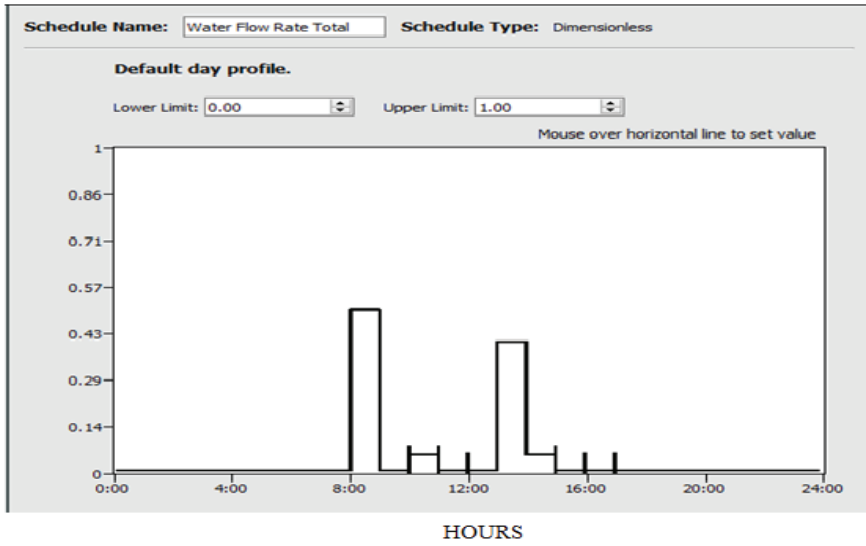 Schedule Name: Water Flow Rate Total Schedule Type: Dimensionless
Default day profile.
Lower Limit: 0.00 Upper Limit: 1.00
Mouse over horizontal line to set value
1
0.86
0.71
0.57
0.43
0.29
0.14
0
0:00 4:00 8:00 12:00 16:00 20:00 24:00
HOURS